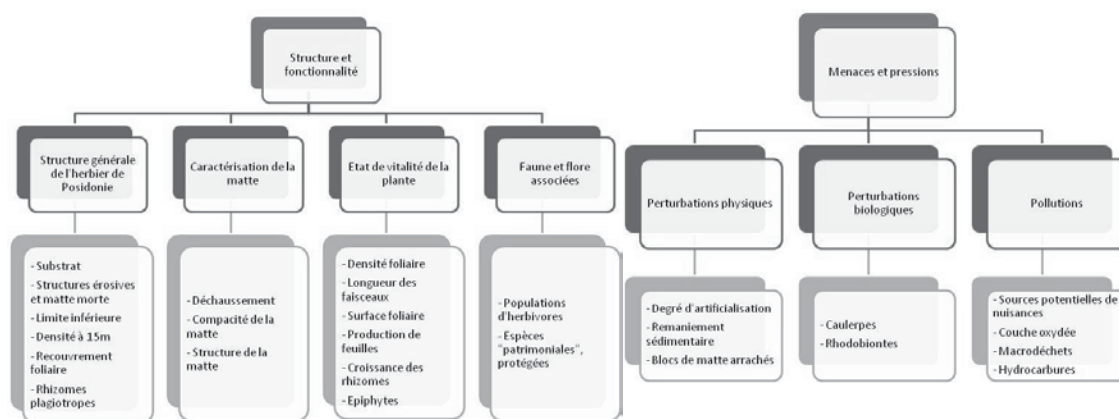 Structure et
fonctionnalité
Structure générale
de l'herbier de
Posidonie
- Substrat
- Structures érosives
et matte morte
- Limite inférieure
- Densité à 15m
- Recouvrement
foliaire
- Rhizomes
plagiotropes
Caractérisation de la
matte
- Déchaussement
- Compacité de la
matte
- Structure de la
matte
Etat de vitalité de la
plante
- Densité foliaire
- Longueur des
faisceaux
- Surface foliaire
- Production de
feuilles
- Croissance des
rhizomes
- Epiphytes
Faune et flore
associées
- Populations
d'herbivores
- Espèces
"patrimoniales",
protégées
Menaces et pressions
Perturbations physiques
- Degré d'artificialisation
- Remaniement
sédimentaire
- Blocs de matte arrachés
Perturbations
biologiques
- Caulerpes
- Rhodobiontes
Pollutions
- Sources potentielles de
nuisances
- Couche oxydée
- Macrodéchets
- Hydrocarbures